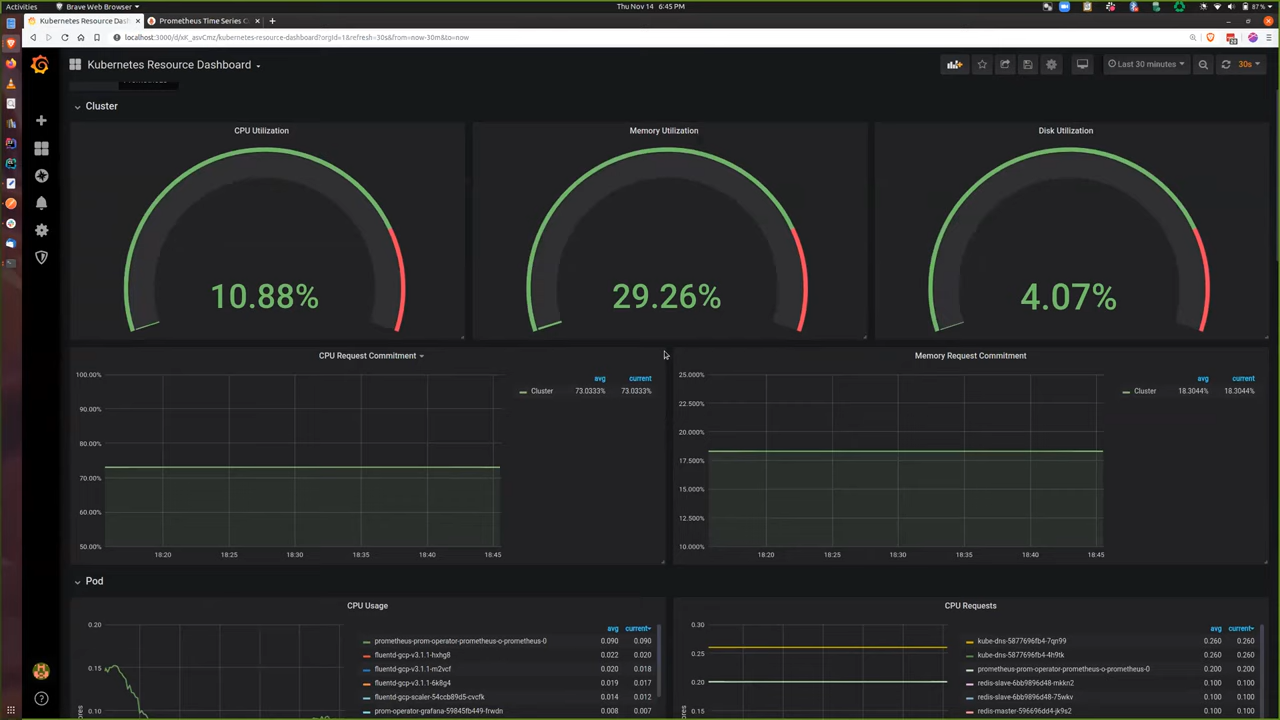 Activities
Brave Web Browser
Thu Nov 14 6:45 PM
87%
Kubernetes Resource Dash
Prometheus Time Series C
localhost:3000/d/xK_asvCmz/kubernetes-resource-dashboard?orgId=1&refresh=30s&from=now-30m&to=now
Kubernetes Resource Dashboard
Last 30 minutes
30s
Cluster
CPU Utilization
Memory Utilization
Disk Utilization
10.88%
29.26%
4.07%
CPU Request Commitment
100.00%
90.00%
80.00%
70.00%
60.00%
50.00%
18:20 18:25 18:30 18:35 18:40 18:45
avg current
Cluster 73.0333% 73.0333%
Memory Request Commitment
25.000%
22.500%
20.000%
17.500%
15.000%
12.500%
10.000%
18:20 18:25 18:30 18:35 18:40 18:45
avg current
Cluster 18.3044% 18.3044%
Pod
CPU Usage
0.20
0.15
0.10
avg current
prometheus-prom-operator-prometheus-o-prometheus-0 0.090 0.090
fluentd-gcp-v3.1.1-hxhg8 0.022 0.020
fluentd-gcp-v3.1.1-m2vcf 0.020 0.018
fluentd-gcp-v3.1.1-6k8g4 0.019 0.017
fluentd-gcp-scaler-54ccb89d5-cvcfk 0.014 0.012
prom-operator-grafana-59845fb449-frwdn 0.008 0.007
CPU Requests
0.30
0.25
0.20
avg current
kube-dns-5877696fb4-7qn99 0.260 0.260
kube-dns-5877696fb4-4h9tk 0.260 0.260
prometheus-prom-operator-prometheus-o-prometheus-0 0.200 0.200
redis-slave-6bb9896d48-mkkn2 0.100 0.100
redis-slave-6bb9896d48-75wkv 0.100 0.100
redis-master-596696dd4-jk9s2 0.100 0.100